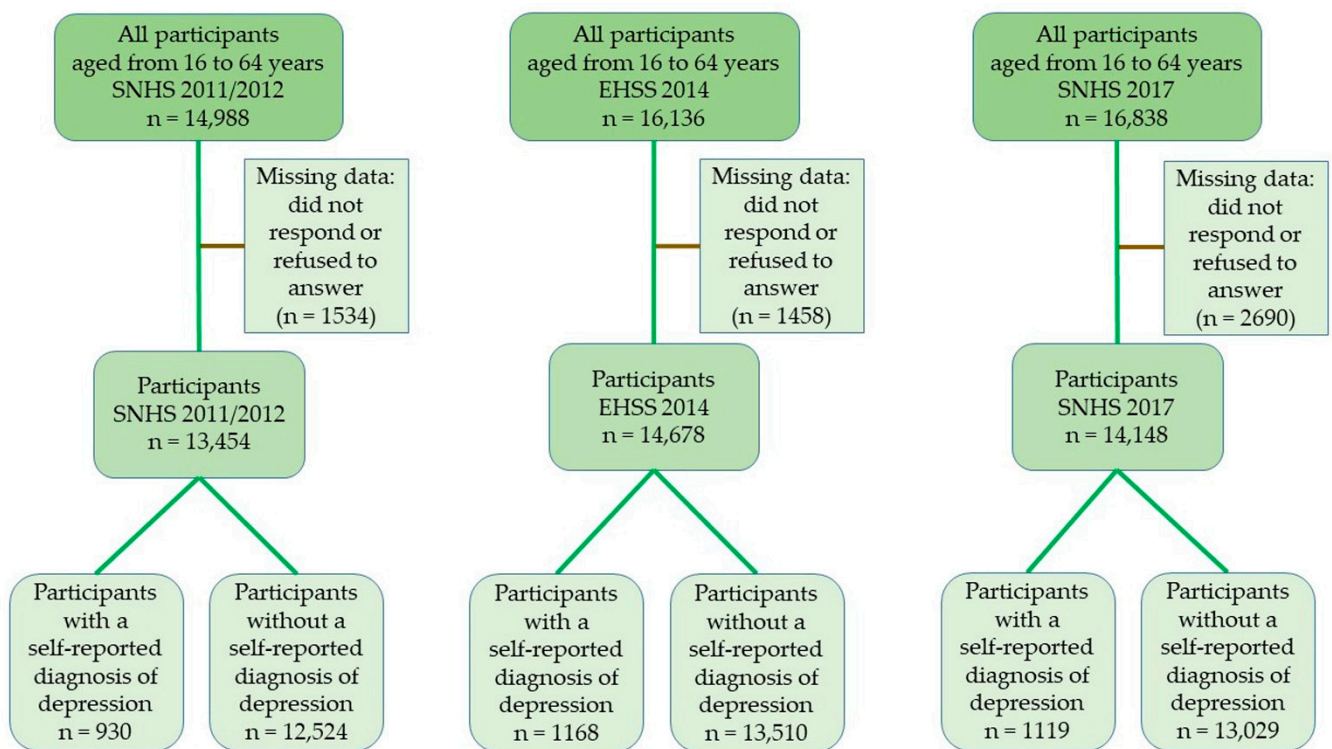 All participants
aged from 16 to 64 years
SNHS 2011/2012
n = 14,988
Missing data:
did not
respond or
refused to
answer
(n = 1534)
Participants
SNHS 2011/2012
n = 13,454
Participants
with a
self-reported
diagnosis of
depression
n = 930
Participants
without a
self-reported
diagnosis of
depression
n = 12,524
All participants
aged from 16 to 64 years
EHSS 2014
n = 16,136
Missing data:
did not
respond or
refused to
answer
(n = 1458)
Participants
EHSS 2014
n = 14,678
Participants
with a
self-reported
diagnosis of
depression
n = 1168
Participants
without a
self-reported
diagnosis of
depression
n = 13,510
All participants
aged from 16 to 64 years
SNHS 2017
n = 16,838
Missing data:
did not
respond or
refused to
answer
(n = 2690)
Participants
SNHS 2017
n = 14,148
Participants
with a
self-reported
diagnosis of
depression
n = 1119
Participants
without a
self-reported
diagnosis of
depression
n = 13,029